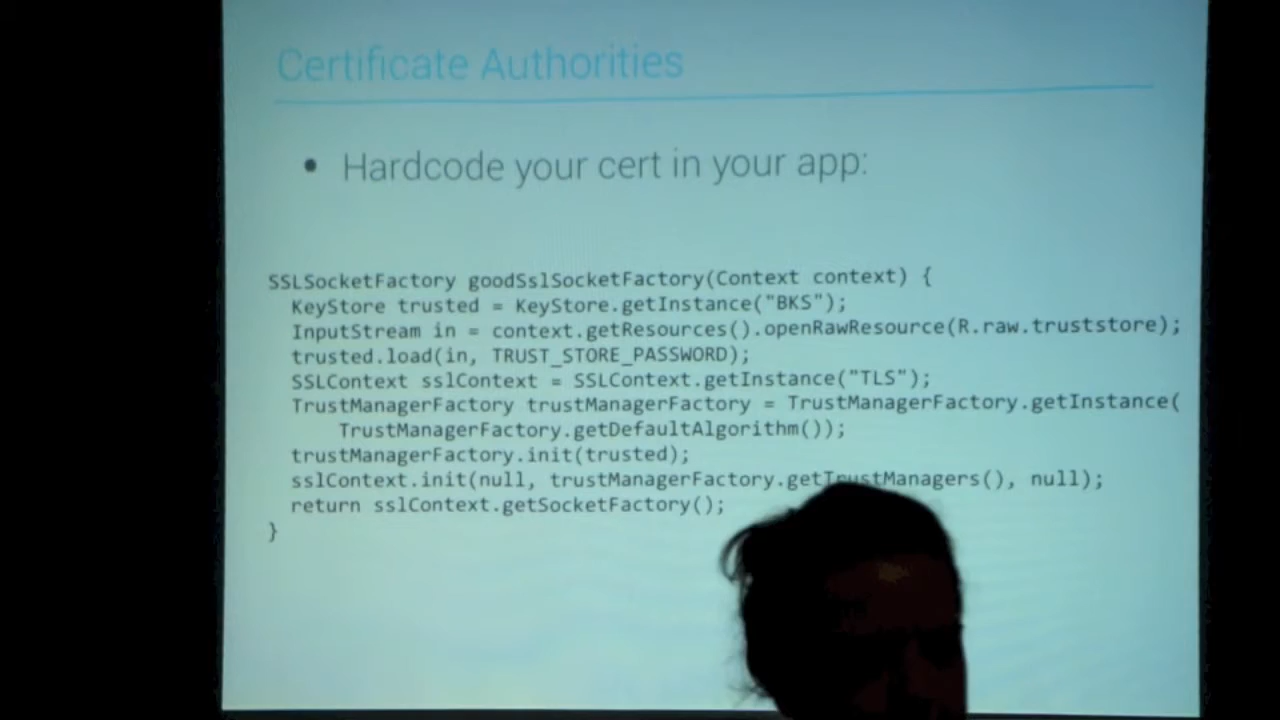 Certificate Authorities
• Hardcode your cert in your app:
SSLSocketFactory goodSslSocketFactory(Context context) {
  KeyStore trusted = KeyStore.getInstance("BKS");
  InputStream in = context.getResources().openRawResource(R.raw.truststore);
  trusted.load(in, TRUST_STORE_PASSWORD);
  SSLContext sslContext = SSLContext.getInstance("TLS");
  TrustManagerFactory trustManagerFactory = TrustManagerFactory.getInstance(
      TrustManagerFactory.getDefaultAlgorithm());
  trustManagerFactory.init(trusted);
  sslContext.init(null, trustManagerFactory.getTrustManagers(), null);
  return sslContext.getSocketFactory();
}